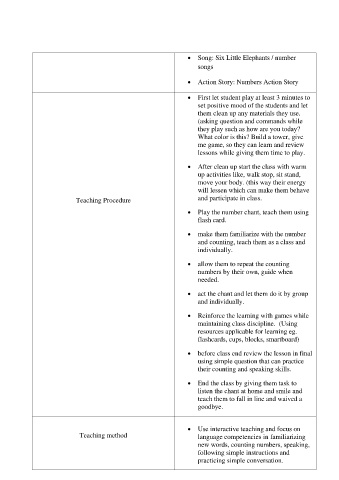 • Song: Six Little Elephants / number
songs
• Action Story: Numbers Action Story
Teaching Procedure
• First let student play at least 3 minutes to
set positive mood of the students and let
them clean up any materials they use.
(asking question and commands while
they play such as how are you today?
What color is this? Build a tower, give
me game, so they can learn and review
lessons while giving them time to play.
• After clean up start the class with warm
up activities like, walk stop, sit stand,
move your body. (this way their energy
will lessen which can make them behave
and participate in class.
• Play the number chant, teach them using
flash card.
• make them familiarize with the number
and counting, teach them as a class and
individually.
• allow them to repeat the counting
numbers by their own, guide when
needed.
• act the chant and let them do it by group
and individually.
• Reinforce the learning with games while
maintaining class discipline. (Using
resources applicable for learning eg.
(lashcards, cups, blocks, smartboard)
• before class end review the lesson in final
using simple question that can practice
their counting and speaking skills.
• End the class by giving them task to
listen the chant at home and smile and
teach them to fall in line and waived a
goodbye.
Teaching method
• Use interactive teaching and focus on
language competencies in familiarizing
new words, counting numbers, speaking,
following simple instructions and
practicing simple conversation.